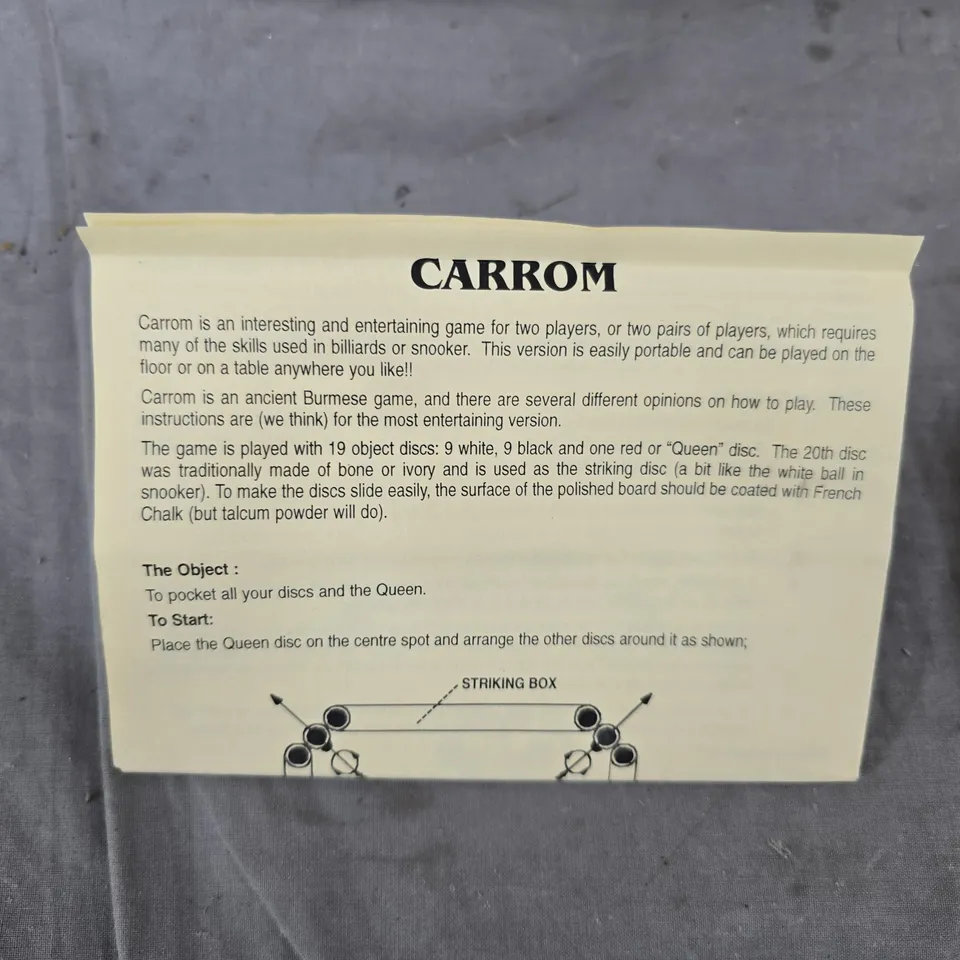 CARROM
Carrom is an interesting and entertaining game for two players, or two pairs of players, which requires
many of the skills used in billiards or snooker. This version is easily portable and can be played on the
floor or on a table anywhere you like!!
Carrom is an ancient Burmese game, and there are several different opinions on how to play. These
instructions are (we think) for the most entertaining version.
The game is played with 19 object discs: 9 white, 9 black and one red or “Queen” disc. The 20th disc
was traditionally made of bone or ivory and is used as the striking disc (a bit like the white ball in
snooker). To make the discs slide easily, the surface of the polished board should be coated with French
Chalk (but talcum powder will do).
The Object :
To pocket all your discs and the Queen.
To Start:
Place the Queen disc on the centre spot and arrange the other discs around it as shown;
STRIKING BOX